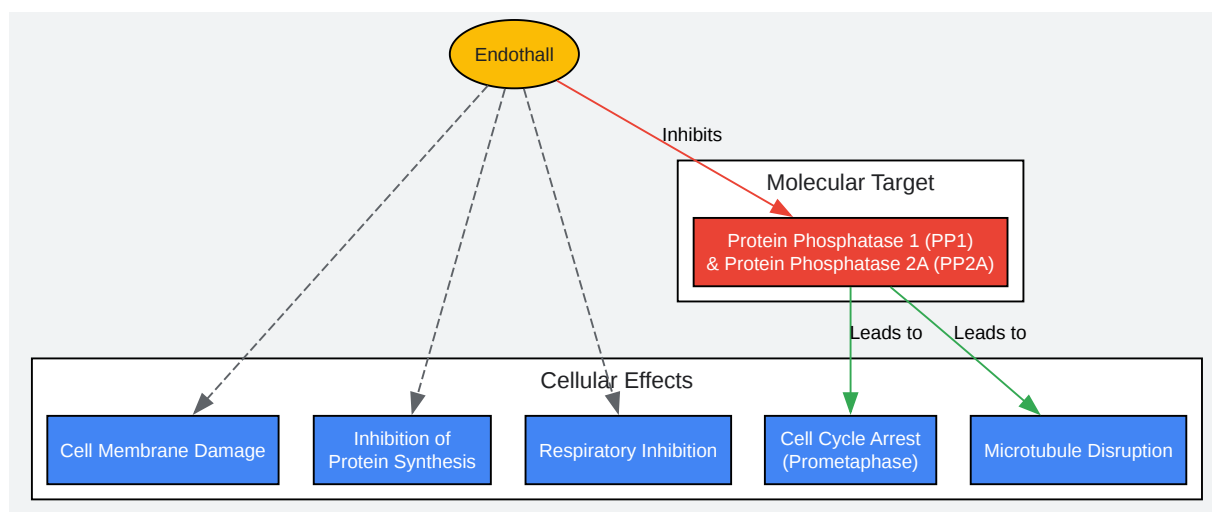 Endothall
Inhibits
Molecular Target
Protein Phosphatase 1 (PP1)
& Protein Phosphatase 2A (PP2A)
Leads to
Leads to
Cellular Effects
Cell Membrane Damage
Inhibition of
Protein Synthesis
Respiratory Inhibition
Cell Cycle Arrest
(Prometaphase)
Microtubule Disruption